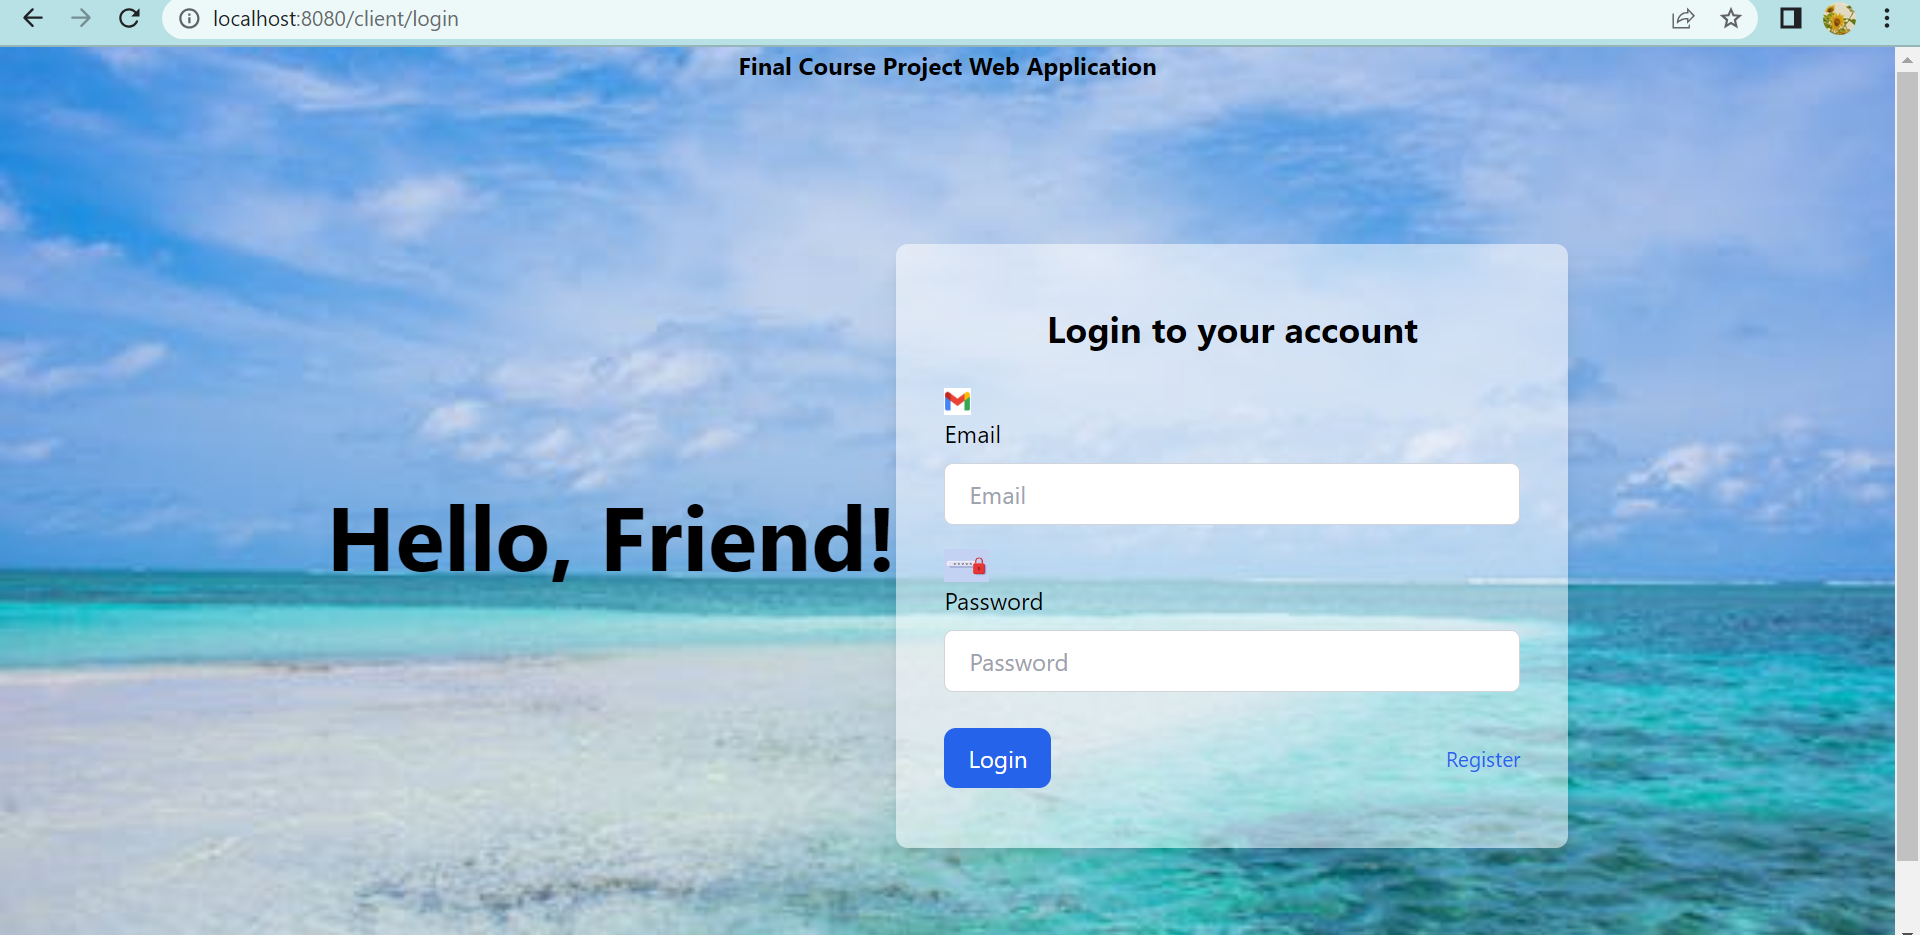 localhost:8080/client/login
Final Course Project Web Application
Hello, Friend!
Login to your account
Email
Email
Password
Password
Login
Register